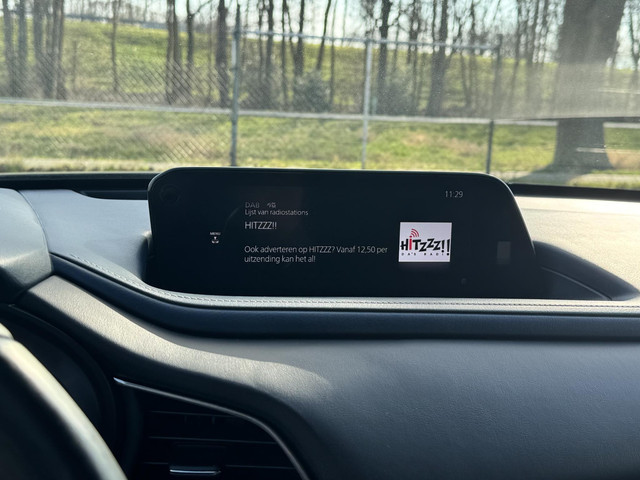 11:29
DAB
Lijst van radiostations
HITZZZ!!
MENU
Ook adverteren op HITZZZ? Vanaf 12,50 per
uitzending kan het al!
HITZZZ!!
DAB RADIO